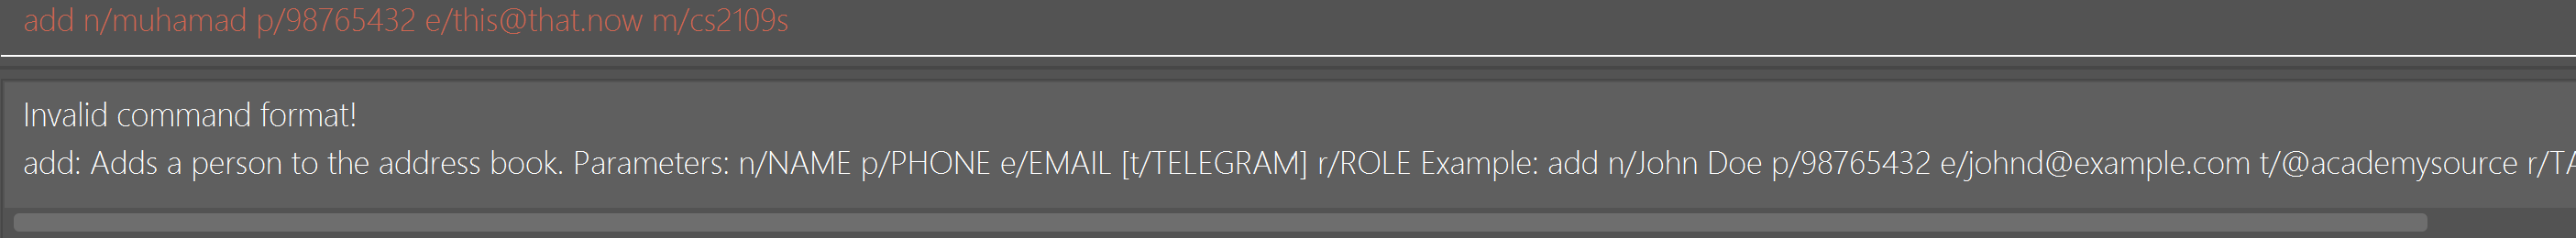 add n/muhamad p/98765432 e/this@that.now m/cs2109s
Invalid command format!
add: Adds a person to the address book. Parameters: n/NAME p/PHONE e/EMAIL [t/TELEGRAM] r/ROLE Example: add n/John Doe p/98765432 e/johnd@example.com t/@academysource r/TA